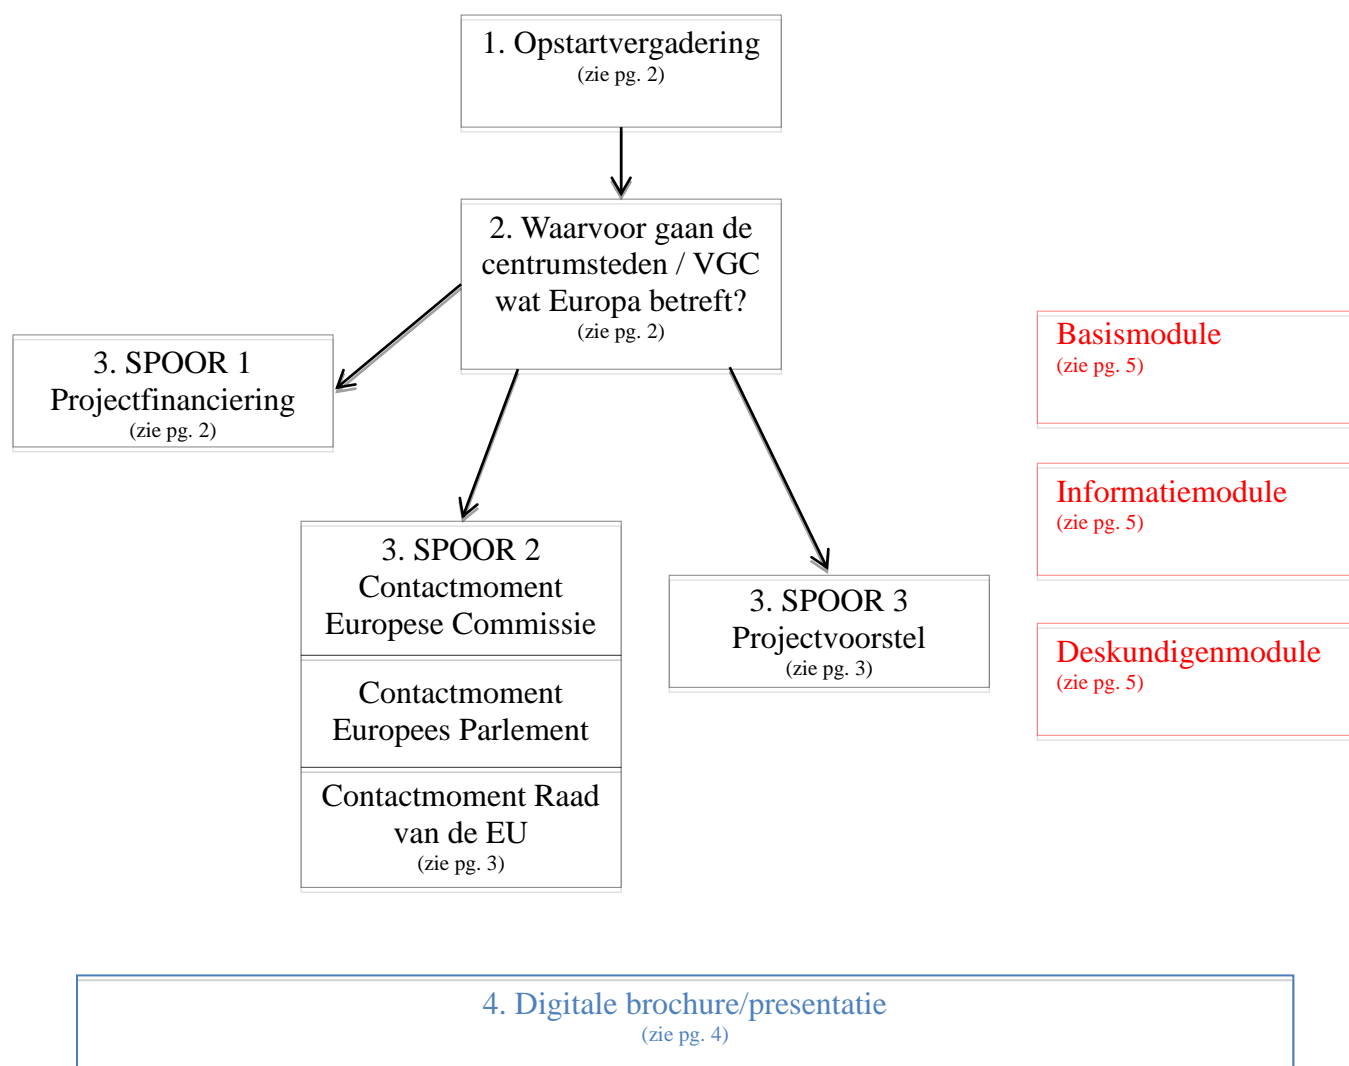 1. Opstartvergadering
(zie pg. 2)
2. Waarvoor gaan de
centrumsteden / VGC
wat Europa betreft?
(zie pg. 2)
3. SPOOR 1
Projectfinanciering
(zie pg. 2)
3. SPOOR 2
Contactmoment
Europese Commissie
Contactmoment
Europees Parlement
Contactmoment Raad
van de EU
(zie pg. 3)
3. SPOOR 3
Projectvoorstel
(zie pg. 3)
Basismodule
(zie pg. 5)
Informatiemodule
(zie pg. 5)
Deskundigenmodule
(zie pg. 5)
4. Digitale brochure/presentatie
(zie pg. 4)